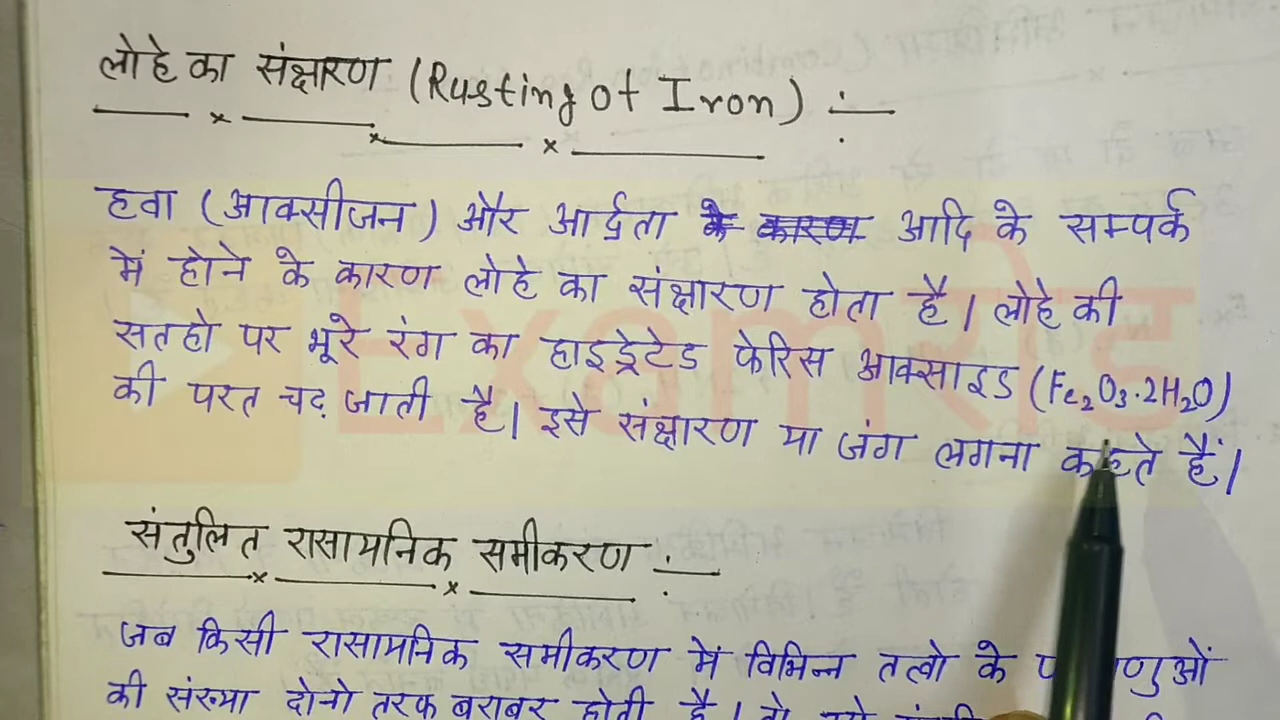 लोहे का संक्षारण (Rusting of Iron) :-
हवा (आक्सीजन) और आर्द्रता के कारण आदि के सम्पर्क
में होने के कारण लोहे का संक्षारण होता है। लोहे की
सतहो पर भूरे रंग का हाइड्रेटेड फेरिस आक्साइड (Fe₂O₃.2H₂O)
की परत चढ़ जाती है। इसे संक्षारण या जंग लगना कहते हैं।
संतुलित रासायनिक समीकरण :-
जब किसी रासायनिक समीकरण में विभिन्न तत्वो के
की संख्या दोनो तरफ बराबर होती है।
Examरोड